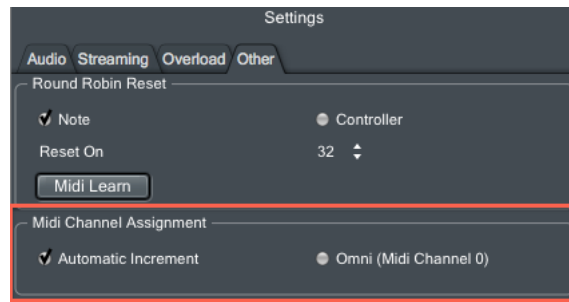 Settings
Audio Streaming Overload Other
Round Robin Reset
Note Controller
Reset On 32
Midi Learn
Midi Channel Assignment
Automatic Increment Omni (Midi Channel 0)